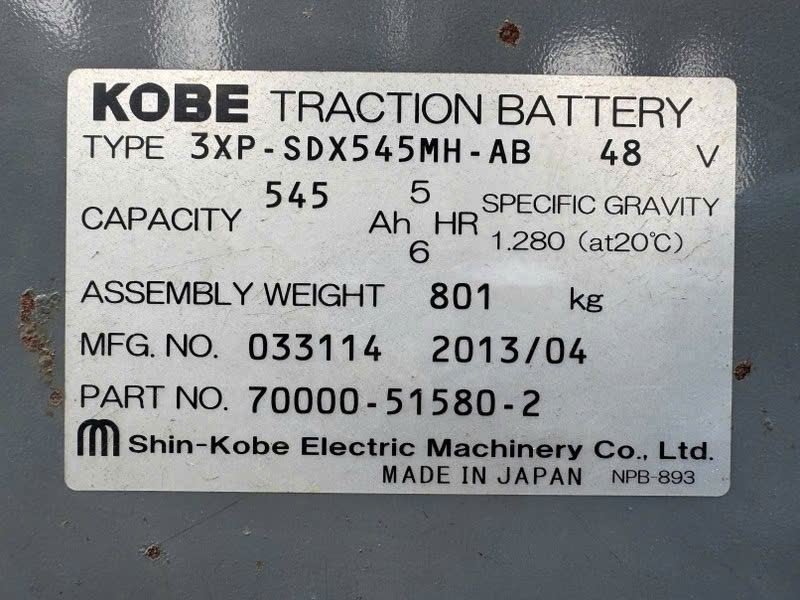 KOBE TRACTION BATTERY
TYPE 3XP-SDX545MH-AB 48 V
CAPACITY 545 Ah 5 6 HR SPECIFIC GRAVITY
1.280 (at20℃)
ASSEMBLY WEIGHT 801 kg
MFG. NO. 033114 2013/04
PART NO. 70000-51580-2
Shin-Kobe Electric Machinery Co., Ltd.
MADE IN JAPAN NPB-893